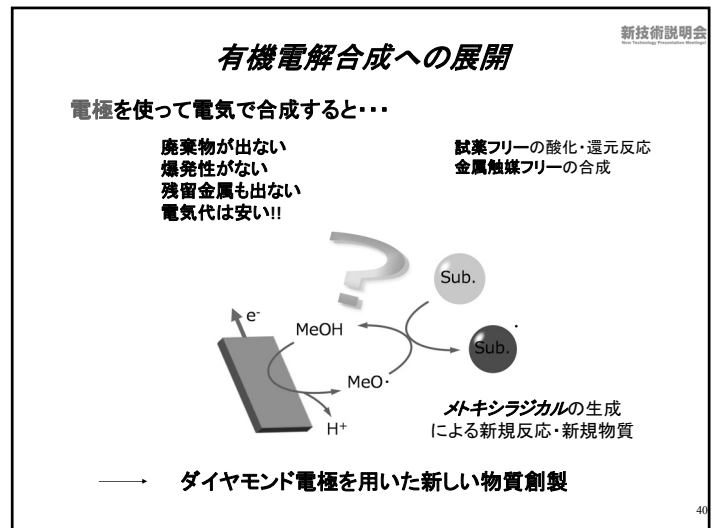 新技術説明会
New Technology Presentation Meetings!
有機電解合成への展開
電極を使って電気で合成すると・・・
廃棄物が出ない
爆発性がない
残留金属も出ない
電気代は安い!!
試薬フリーの酸化・還元反応
金属触媒フリーの合成
?
Sub.
e-
MeOH
Sub.
MeO·
H+
メトキシラジカルの生成
による新規反応・新規物質
ダイヤモンド電極を用いた新しい物質創製
40